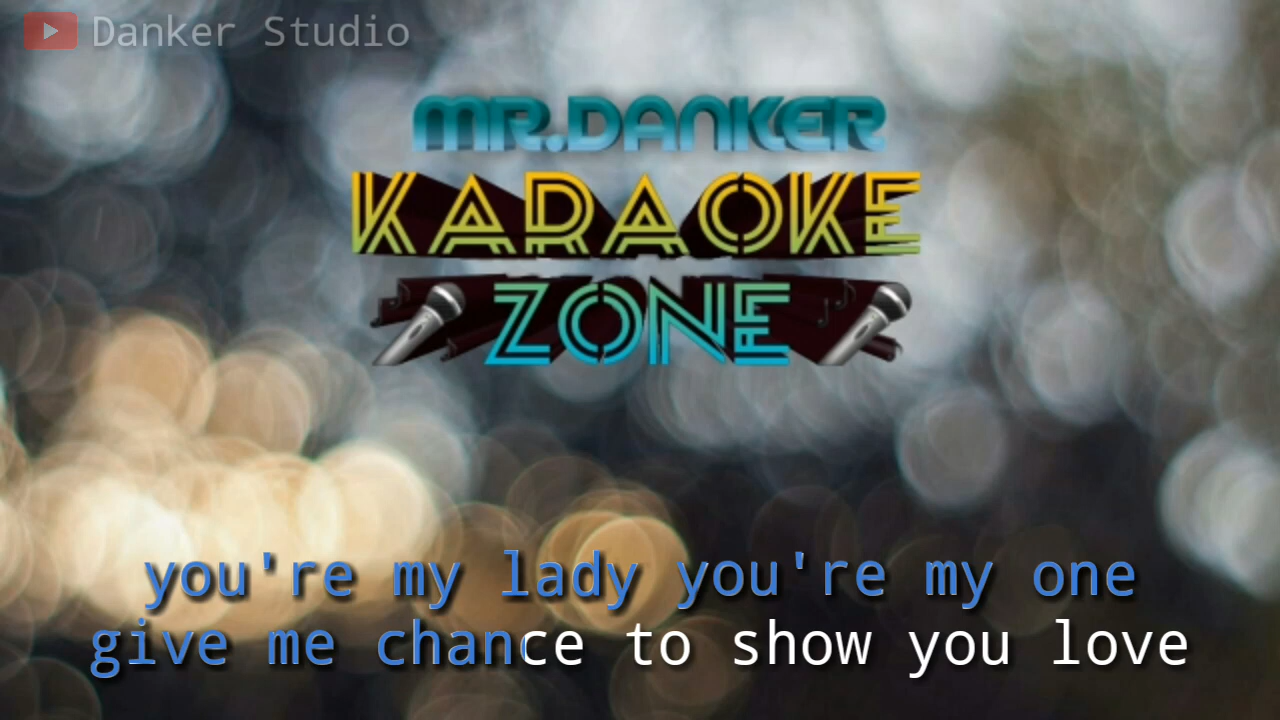 Danker Studio
MR.DANKER
KARAOKE
ZONE
you're my lady you're my one
give me chance to show you love